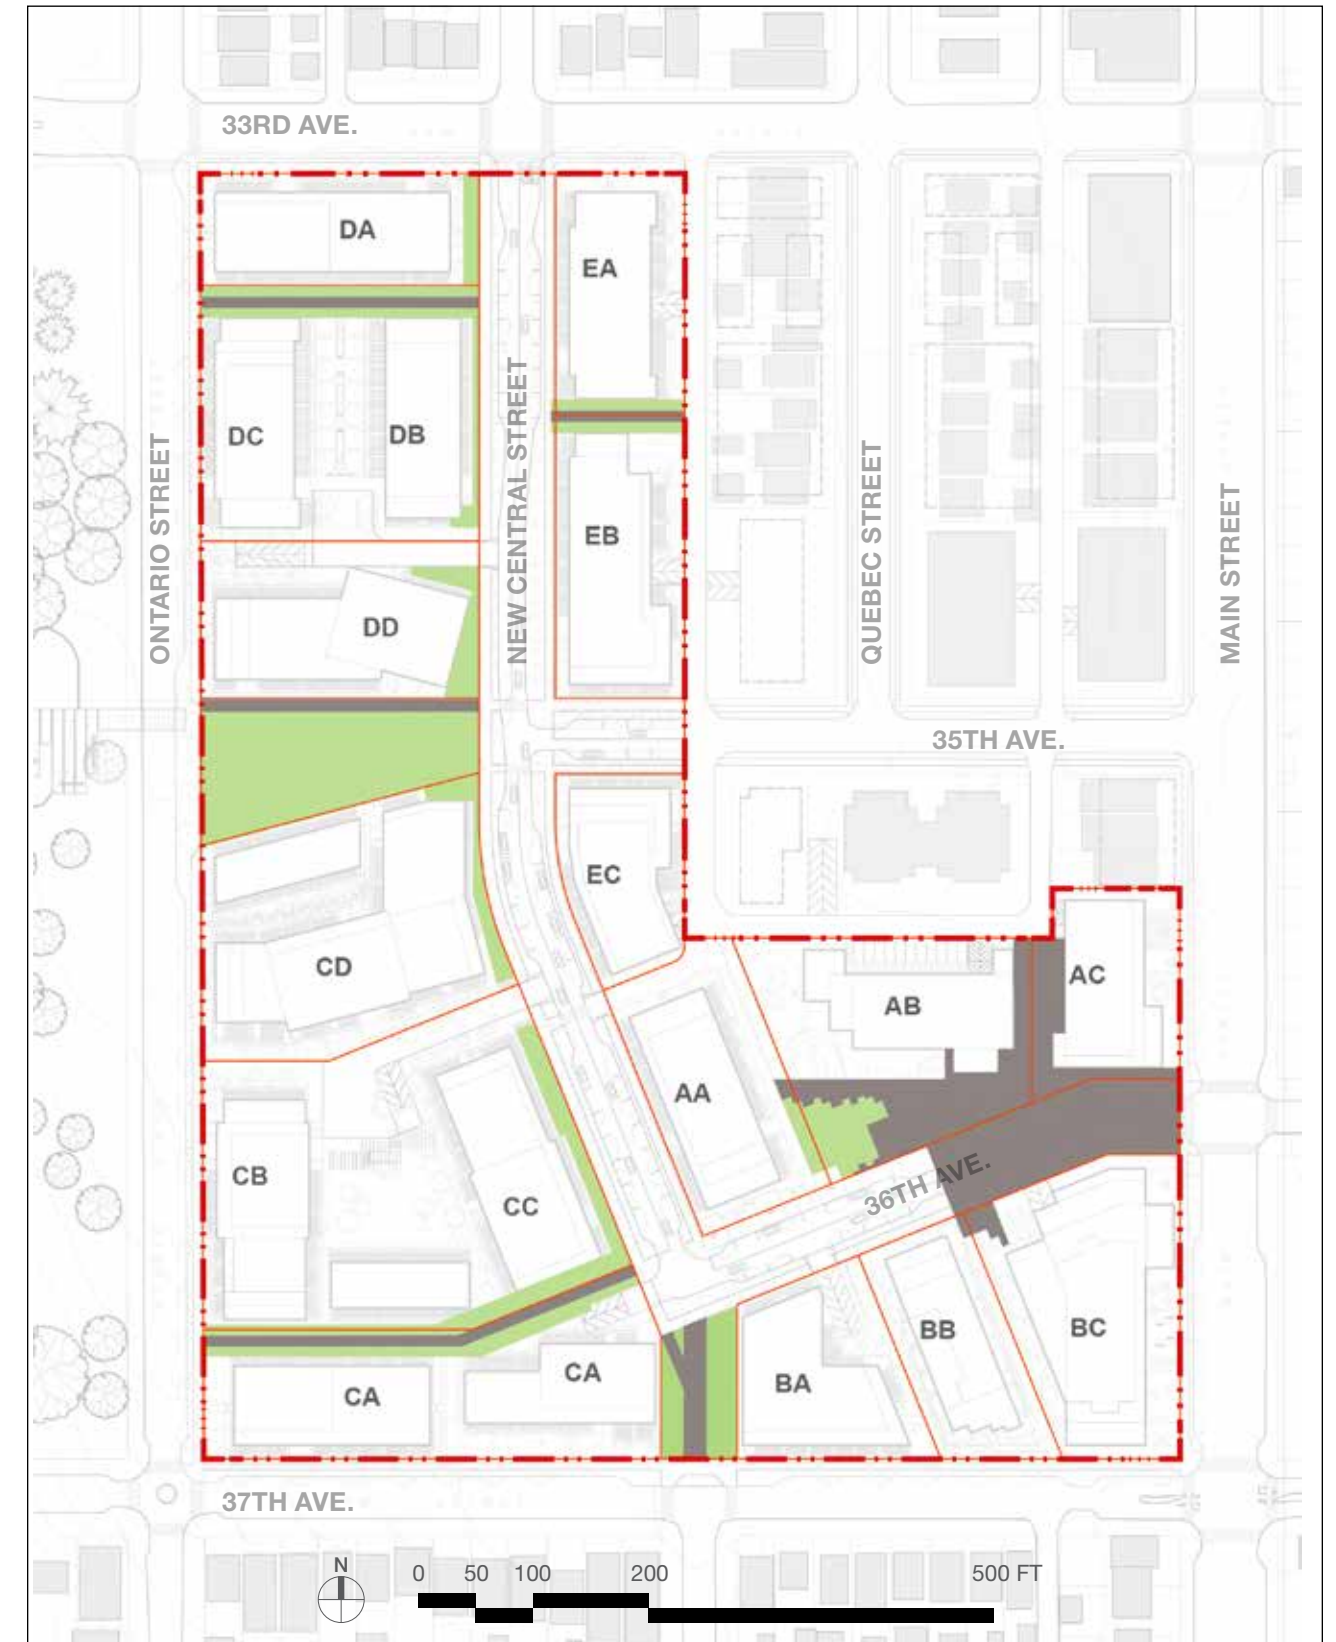 33RD AVE.
DA
EA
DC
DB
NEW CENTRAL STREET
ONTARIO STREET
QUEBEC STREET
MAIN STREET
EB
DD
35TH AVE.
EC
CD
AC
AB
AA
CB
CC
36TH AVE.
BB
BC
CA
CA
BA
37TH AVE.
N
0 50 100 200 500 FT